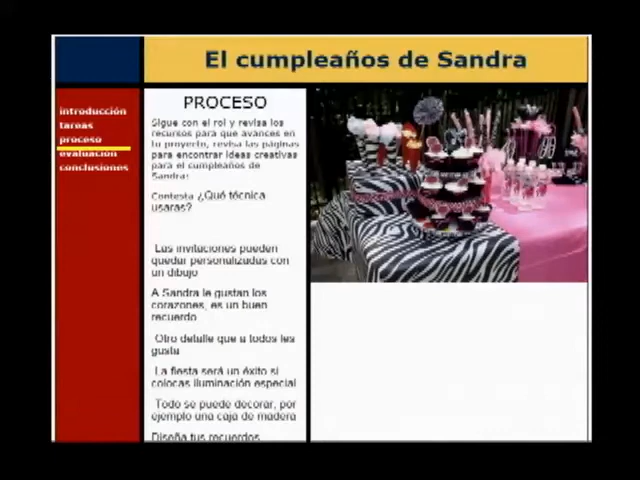 El cumpleaños de Sandra
introducción
tareas
proceso
evaluación
conclusiones
PROCESO
Sigue con el rol y revisa los
recursos para que avances en
tu proyecto, revisa las páginas
para encontrar ideas creativas
para el cumpleaños de
Sandra:
Contesta ¿Qué técnica
usaras?
Las invitaciones pueden
quedar personalizadas con
un dibujo
A Sandra le gustan los
corazones, es un buen
recuerdo
Otro detalle que a todos les
gusta
La fiesta será un éxito si
colocas iluminación especial
Todo se puede decorar, por
ejemplo una caja de madera
Diseña tus recuerdos